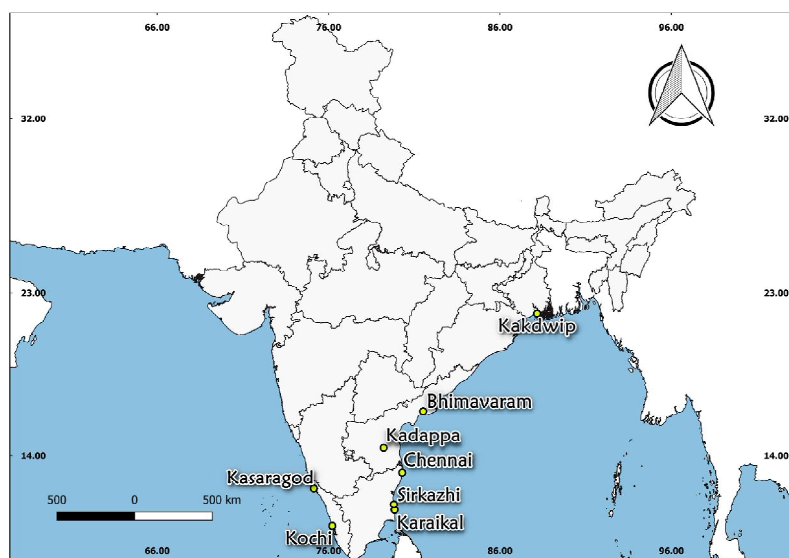 66.00 76.00 86.00 96.00
32.00 32.00
23.00 23.00
Kakdwip
Bhimavaram
Kadappa
14.00 14.00
Chennai
Kasaragod
Sirkazhi
500 0 500 km
Karaikal
Kochi
66.00 76.00 86.00 96.00